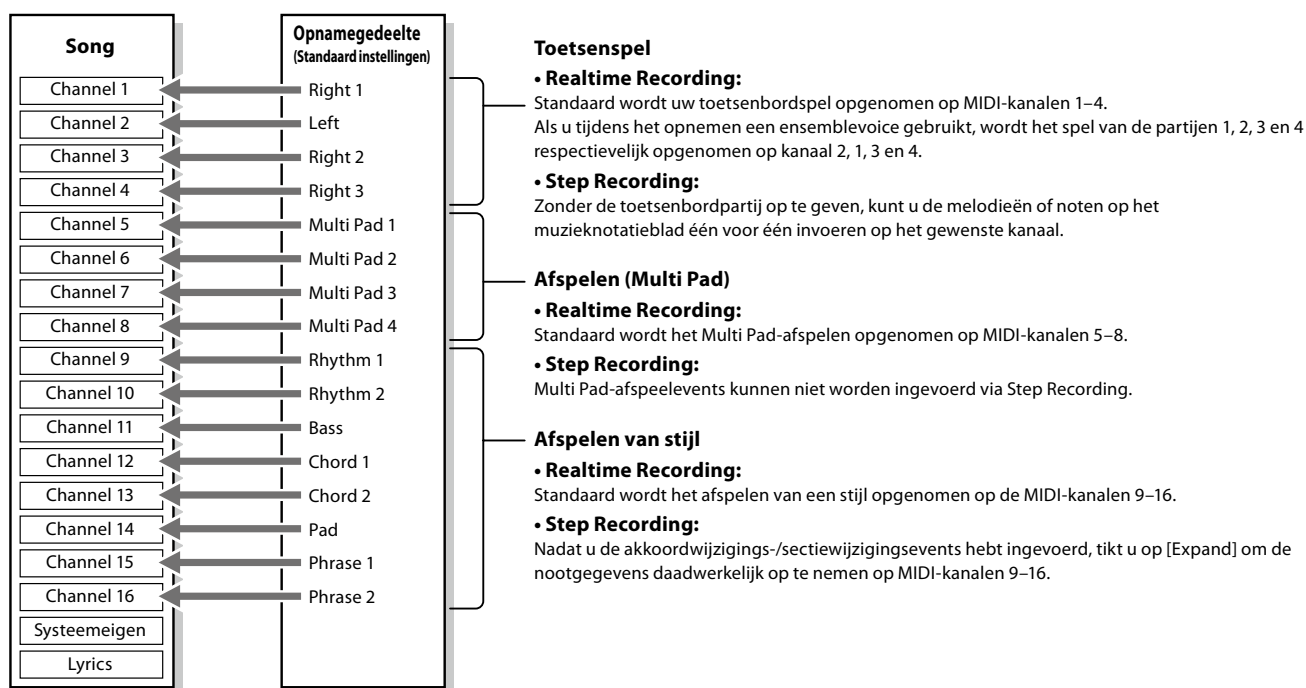 Song
Channel 1
Channel 2
Channel 3
Channel 4
Channel 5
Channel 6
Channel 7
Channel 8
Channel 9
Channel 10
Channel 11
Channel 12
Channel 13
Channel 14
Channel 15
Channel 16
Systeemeigen
Lyrics
Opnamegedeelte
(Standaard instellingen)
Right 1
Left
Right 2
Right 3
Multi Pad 1
Multi Pad 2
Multi Pad 3
Multi Pad 4
Rhythm 1
Rhythm 2
Bass
Chord 1
Chord 2
Pad
Phrase 1
Phrase 2
Toetsenspel
• Realtime Recording:
Standaard wordt uw toetsenbordspel opgenomen op MIDI-kanalen 1–4.
Als u tijdens het opnemen een ensemblevoice gebruikt, wordt het spel van de partijen 1, 2, 3 en 4
respectievelijk opgenomen op kanaal 2, 1, 3 en 4.
• Step Recording:
Zonder de toetsenbordpartij op te geven, kunt u de melodieën of noten op het
muzieknotatieblad één voor één invoeren op het gewenste kanaal.
Afspelen (Multi Pad)
• Realtime Recording:
Standaard wordt het Multi Pad-afspelen opgenomen op MIDI-kanalen 5–8.
• Step Recording:
Multi Pad-afspeelevents kunnen niet worden ingevoerd via Step Recording.
Afspelen van stijl
• Realtime Recording:
Standaard wordt het afspelen van een stijl opgenomen op de MIDI-kanalen 9–16.
• Step Recording:
Nadat u de akkoordwijzigings-/sectiewijzigingsevents hebt ingevoerd, tikt u op [Expand] om de
nootgegevens daadwerkelijk op te nemen op MIDI-kanalen 9–16.